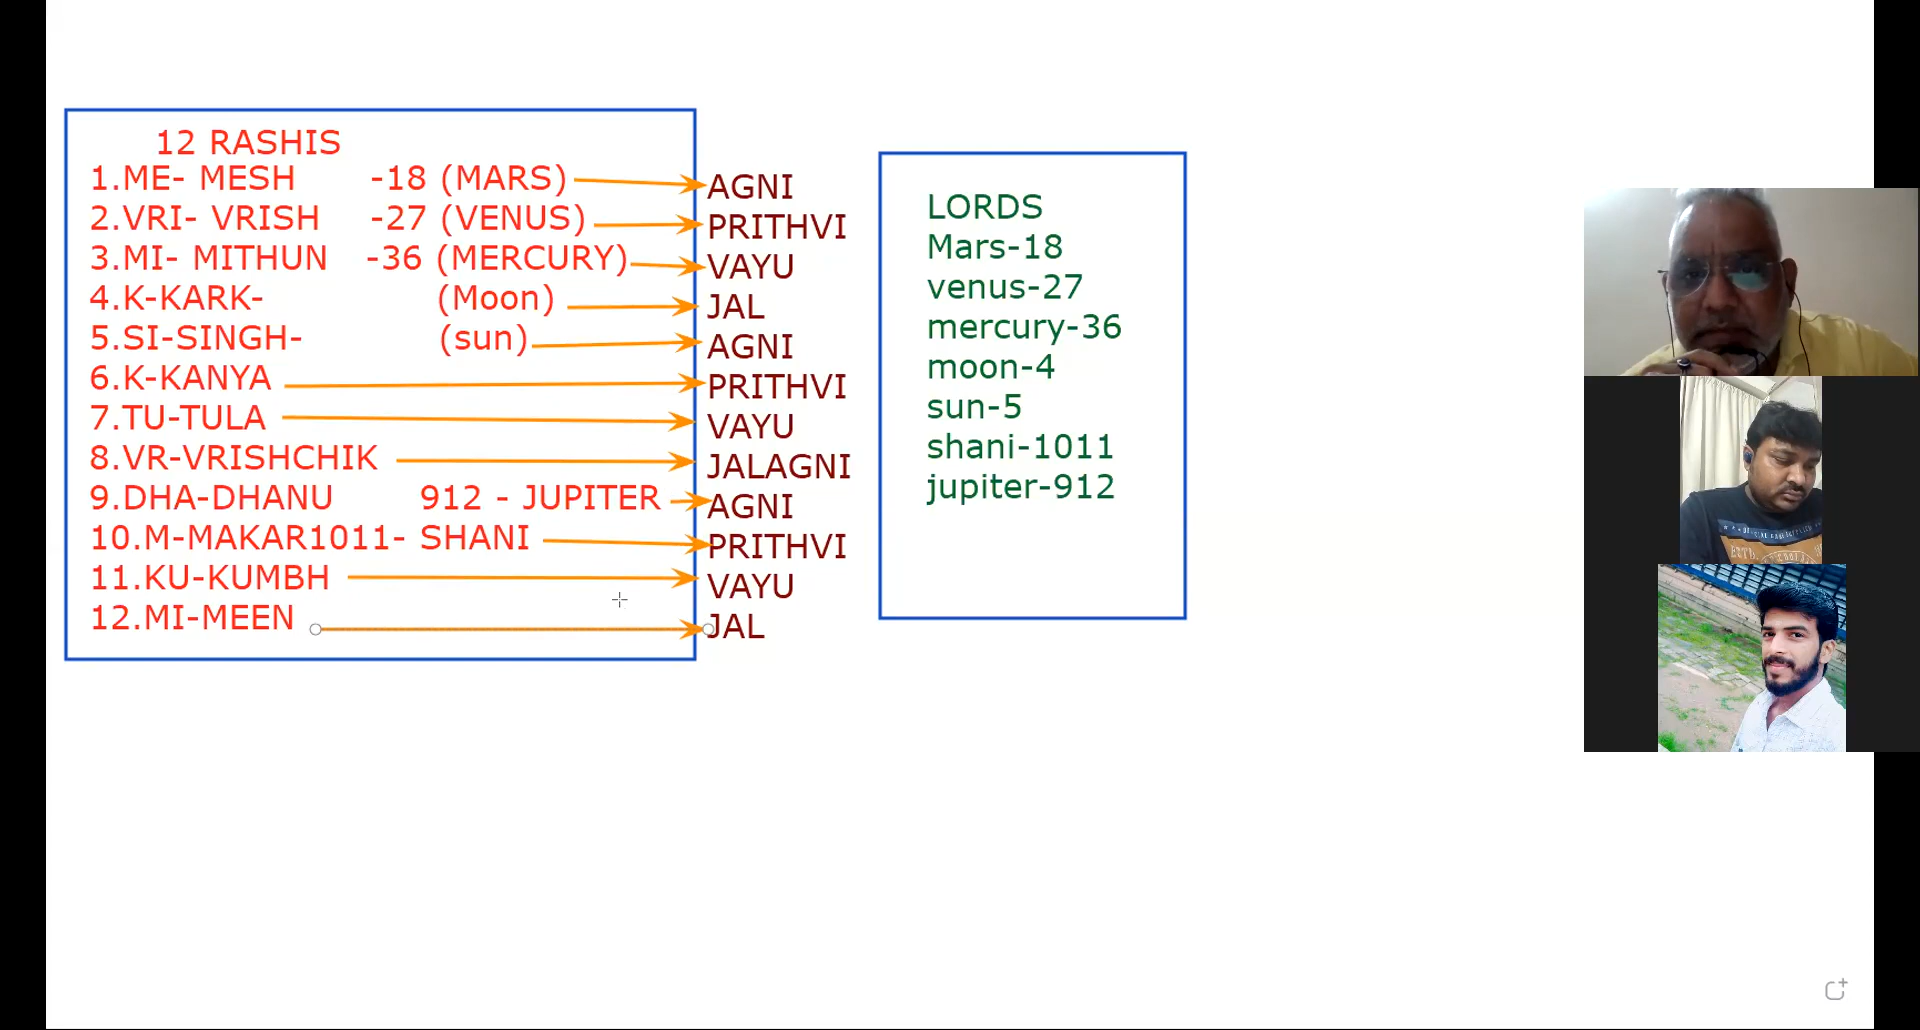 12 RASHIS
1.ME- MESH -18 (MARS) AGNI
2.VRI- VRISH -27 (VENUS) PRITHVI
3.MI- MITHUN -36 (MERCURY) VAYU
4.K-KARK- (Moon) JAL
5.SI-SINGH- (sun) AGNI
6.K-KANYA PRITHVI
7.TU-TULA VAYU
8.VR-VRISHCHIK JALAGNI
9.DHA-DHANU 912 - JUPITER AGNI
10.M-MAKAR1011- SHANI PRITHVI
11.KU-KUMBH VAYU
12.MI-MEEN JAL
LORDS
Mars-18
venus-27
mercury-36
moon-4
sun-5
shani-1011
jupiter-912